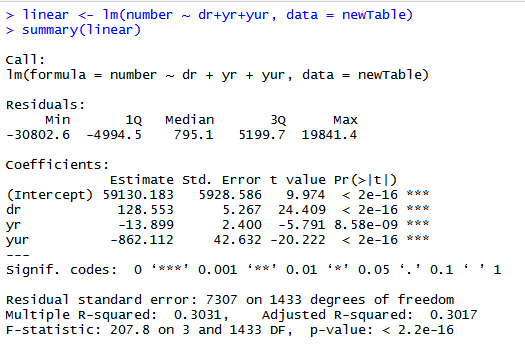 > linear <- lm(number ~ dr+yr+yur, data = newTable)
> summary(linear)
Call:
lm(formula = number ~ dr + yr + yur, data = newTable)
Residuals:
Min 1Q Median 3Q Max
-30802.6 -4994.5 795.1 5199.7 19841.4
Coefficients:
Estimate Std. Error t value Pr(>|t|)
(Intercept) 59130.183 5928.586 9.974 < 2e-16 ***
dr 128.553 5.267 24.409 < 2e-16 ***
yr -13.899 2.400 -5.791 8.58e-09 ***
yur -862.112 42.632 -20.222 < 2e-16 ***
---
Signif. codes: 0 ‘***’ 0.001 ‘**’ 0.01 ‘*’ 0.05 ‘.’ 0.1 ‘ ’ 1
Residual standard error: 7307 on 1433 degrees of freedom
Multiple R-squared: 0.3031, Adjusted R-squared: 0.3017
F-statistic: 207.8 on 3 and 1433 DF, p-value: < 2.2e-16